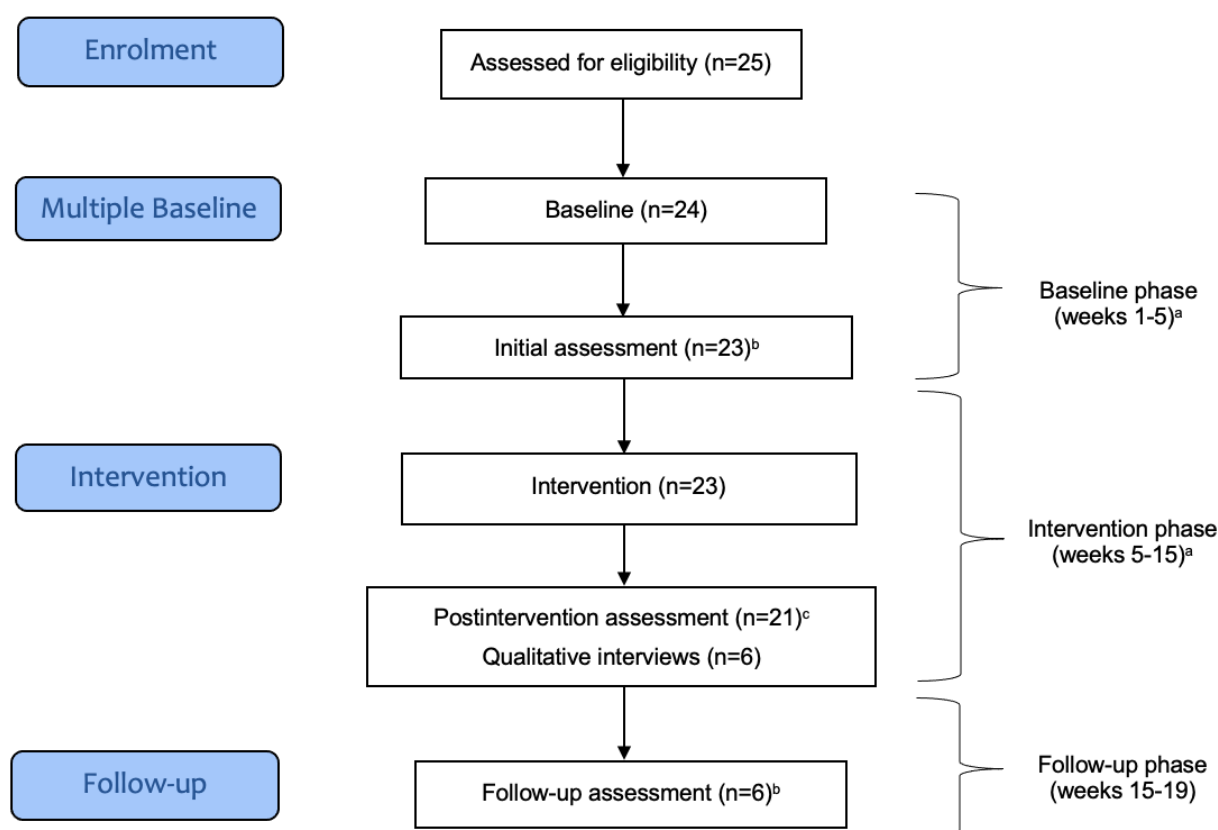 Enrolment
Assessed for eligibility (n=25)
Multiple Baseline
Baseline (n=24)
Initial assessment (n=23)ᵇ
Baseline phase
(weeks 1-5)ᵃ
Intervention
Intervention (n=23)
Postintervention assessment (n=21)ᶜ
Qualitative interviews (n=6)
Intervention phase
(weeks 5-15)ᵃ
Follow-up
Follow-up assessment (n=6)ᵇ
Follow-up phase
(weeks 15-19)